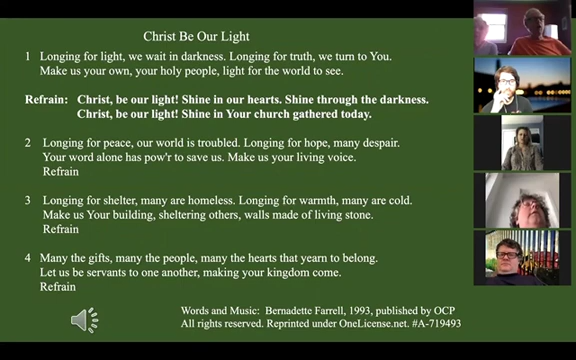 Christ Be Our Light
1 Longing for light, we wait in darkness. Longing for truth, we turn to You.
Make us your own, your holy people, light for the world to see.
Refrain: Christ, be our light! Shine in our hearts. Shine through the darkness.
Christ, be our light! Shine in Your church gathered today.
2 Longing for peace, our world is troubled. Longing for hope, many despair.
Your word alone has pow'r to save us. Make us your living voice.
Refrain
3 Longing for shelter, many are homeless. Longing for warmth, many are cold.
Make us Your building, sheltering others, walls made of living stone.
Refrain
4 Many the gifts, many the people, many the hearts that yearn to belong.
Let us be servants to one another, making your kingdom come.
Refrain
Words and Music: Bernadette Farrell, 1993, published by OCP
All rights reserved. Reprinted under OneLicense.net. #A-719493